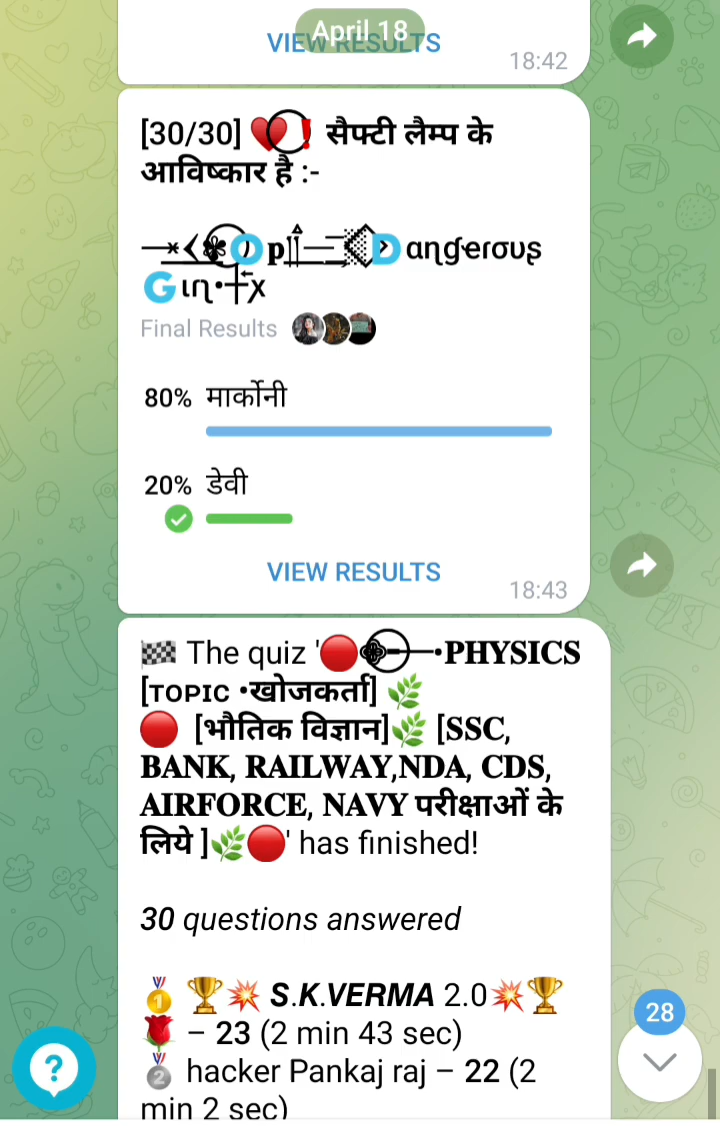 April 18
VIEW RESULTS
18:42
[30/30] 💔❗ सैफ्टी लैम्प के
आविष्कार है :-
Final Results
80% मार्कोनी
20% डेवी
VIEW RESULTS
18:43
🏁 The quiz '🔴•PHYSICS
[ᴛᴏᴘɪᴄ •खोजकर्ता] 🌿
🔴 [भौतिक विज्ञान]🌿 [SSC,
BANK, RAILWAY,NDA, CDS,
AIRFORCE, NAVY परीक्षाओं के
लिये ]🌿🔴' has finished!
30 questions answered
🥇 🏆💥 S.K.VERMA 2.0💥🏆
🌹 – 23 (2 min 43 sec)
🥈 hacker Pankaj raj – 22 (2
min 2 sec)
28